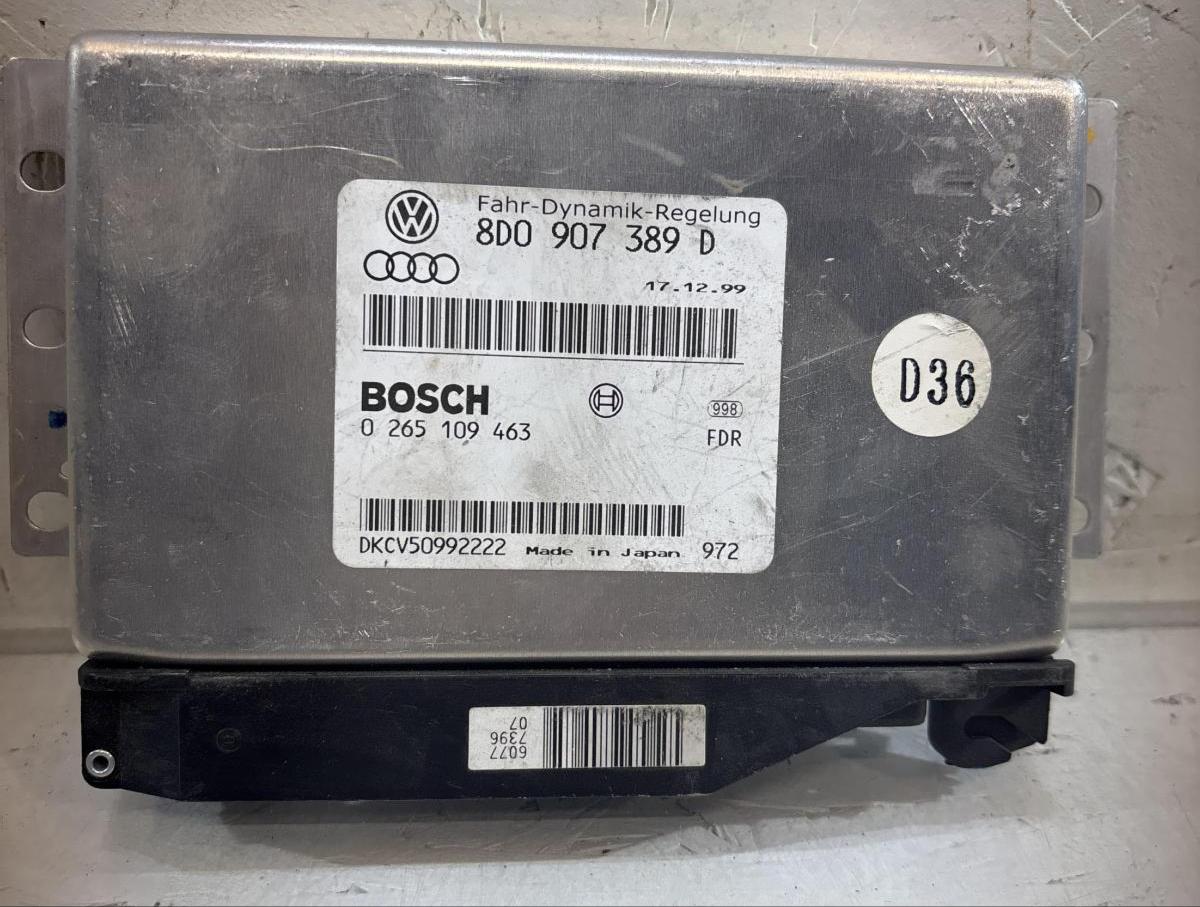 Fahr-Dynamik-Regelung
8D0 907 389 D
17.12.99
BOSCH
0 265 109 463
998
FDR
DKCV50992222 Made in Japan 972
D36
6077
7396
07